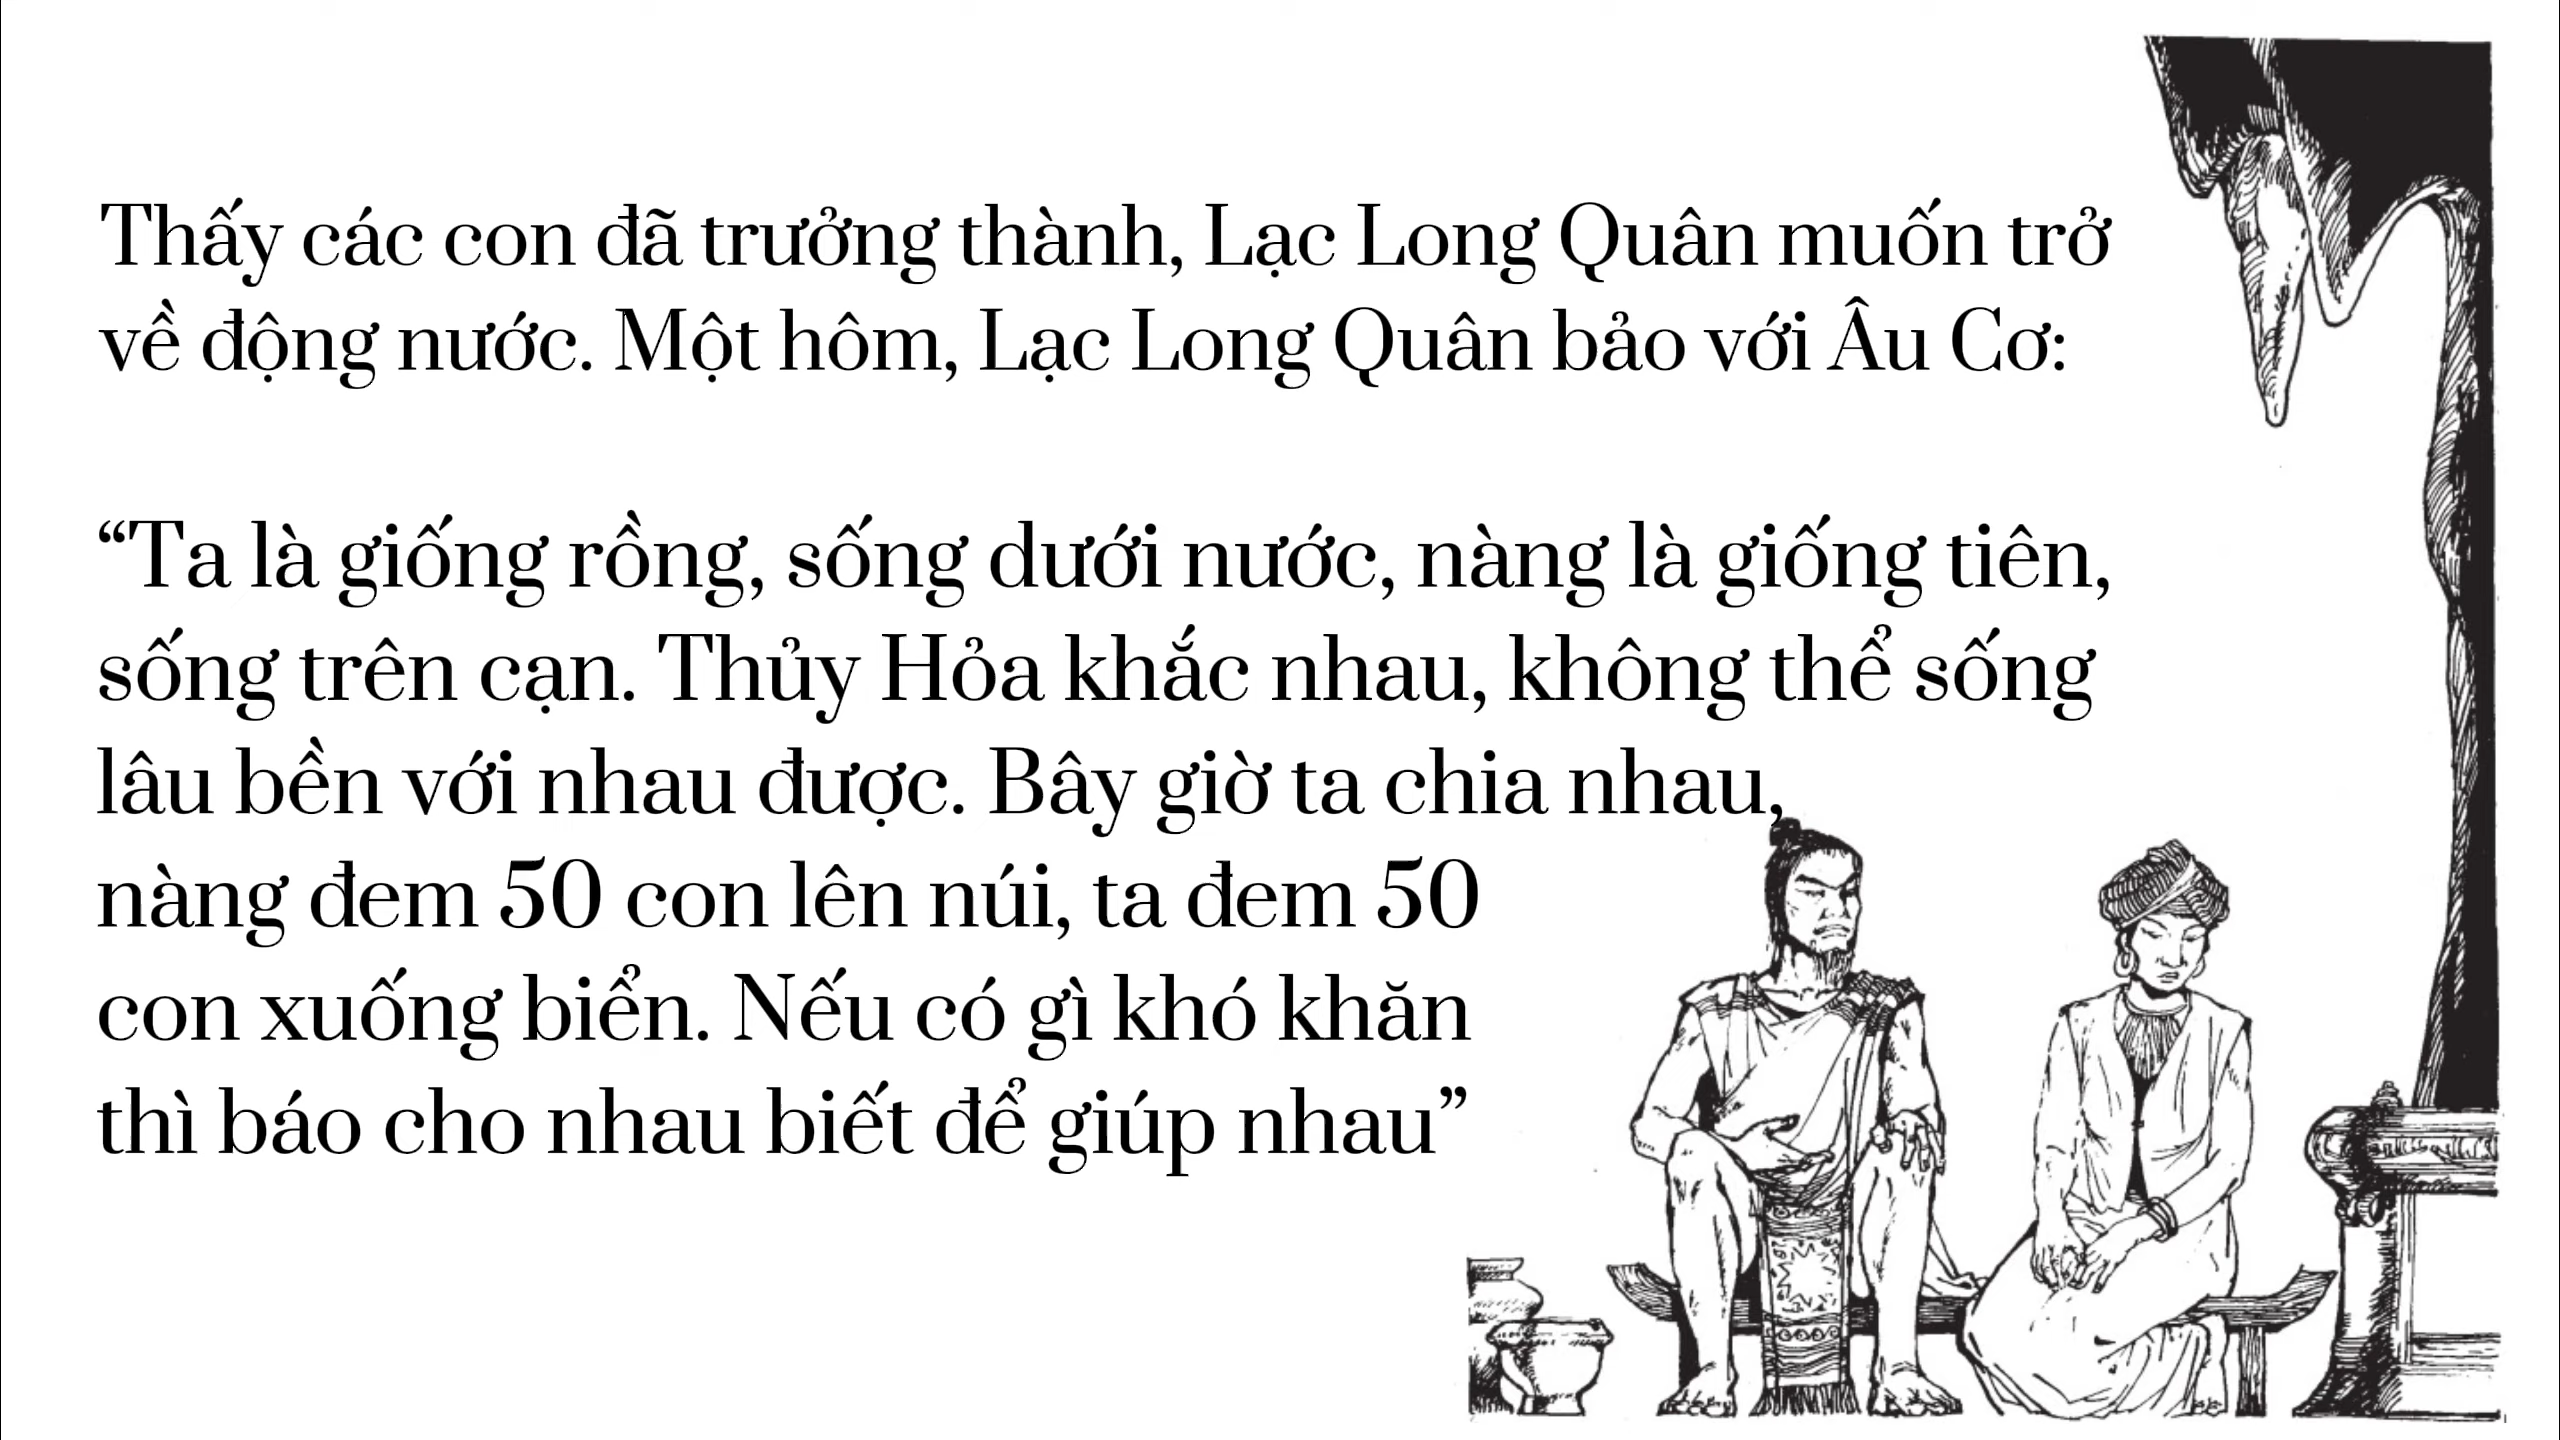 Thấy các con đã trưởng thành, Lạc Long Quân muốn trở
về động nước. Một hôm, Lạc Long Quân bảo với Âu Cơ:
“Ta là giống rồng, sống dưới nước, nàng là giống tiên,
sống trên cạn. Thủy Hỏa khắc nhau, không thể sống
lâu bền với nhau được. Bây giờ ta chia nhau,
nàng đem 50 con lên núi, ta đem 50
con xuống biển. Nếu có gì khó khăn
thì báo cho nhau biết để giúp nhau”